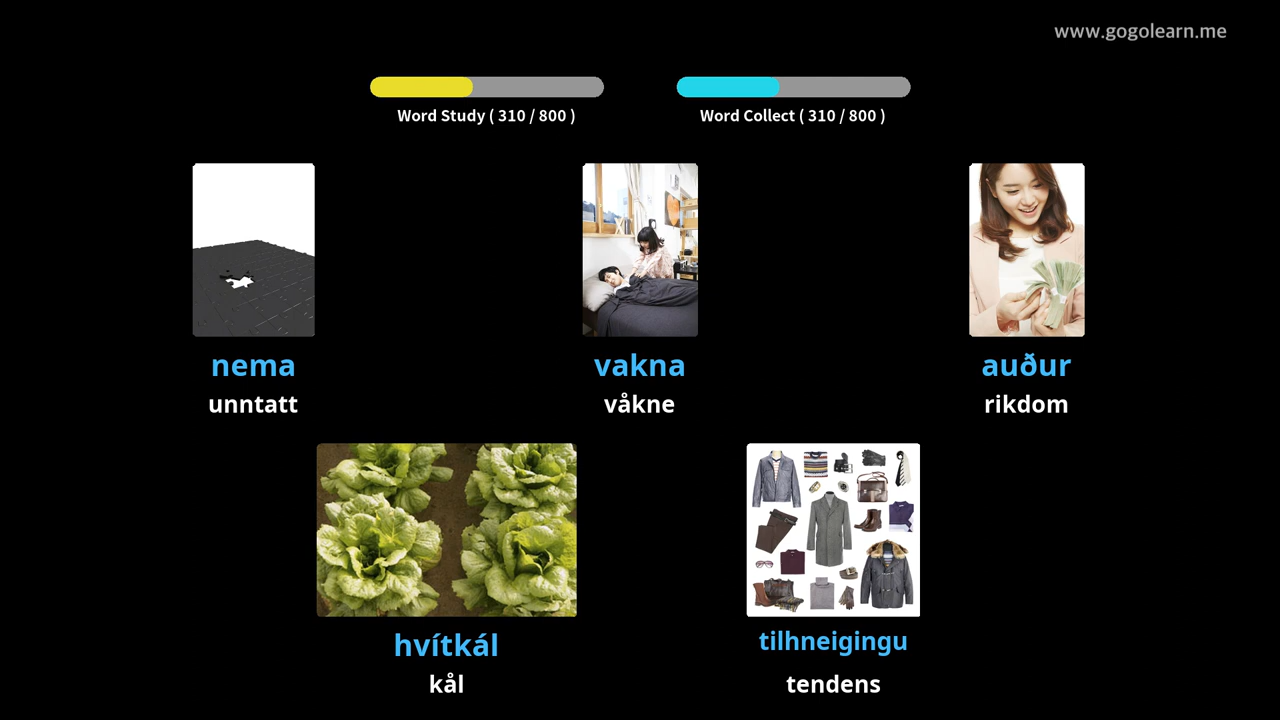 www.gogolearn.me
Word Study ( 310 / 800 )
Word Collect ( 310 / 800 )
nema
unntatt
vakna
våkne
auður
rikdom
hvítkál
kål
tilhneigingu
tendens